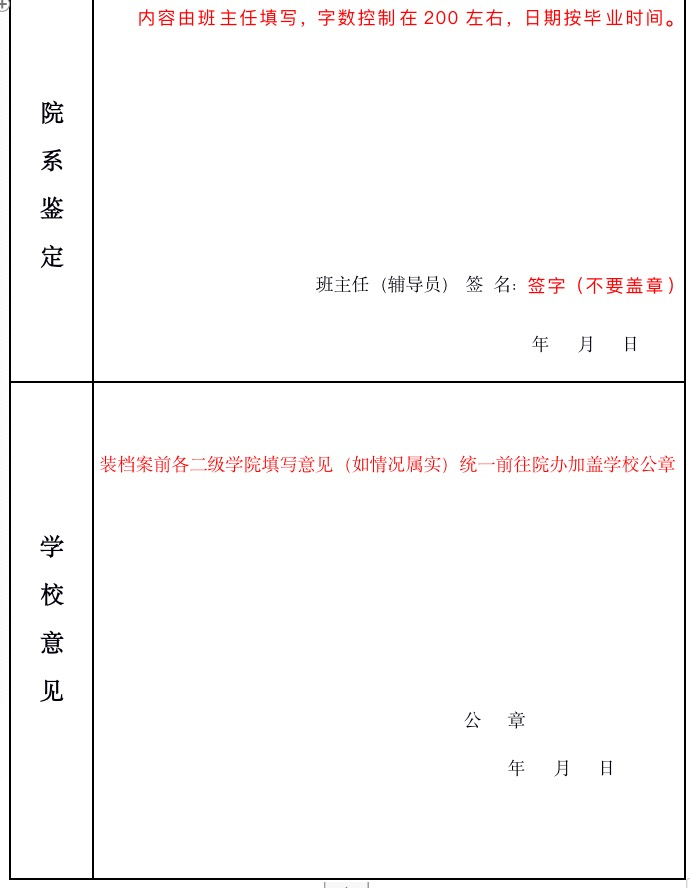 内容由班主任填写，字数控制在 200 左右，日期按毕业时间。
院
系
鉴
定
班主任（辅导员） 签 名: 签字（不要盖章）
年 月 日
装档案前各二级学院填写意见（如情况属实）统一前往院办加盖学校公章
学
校
意
见
公 章
年 月 日